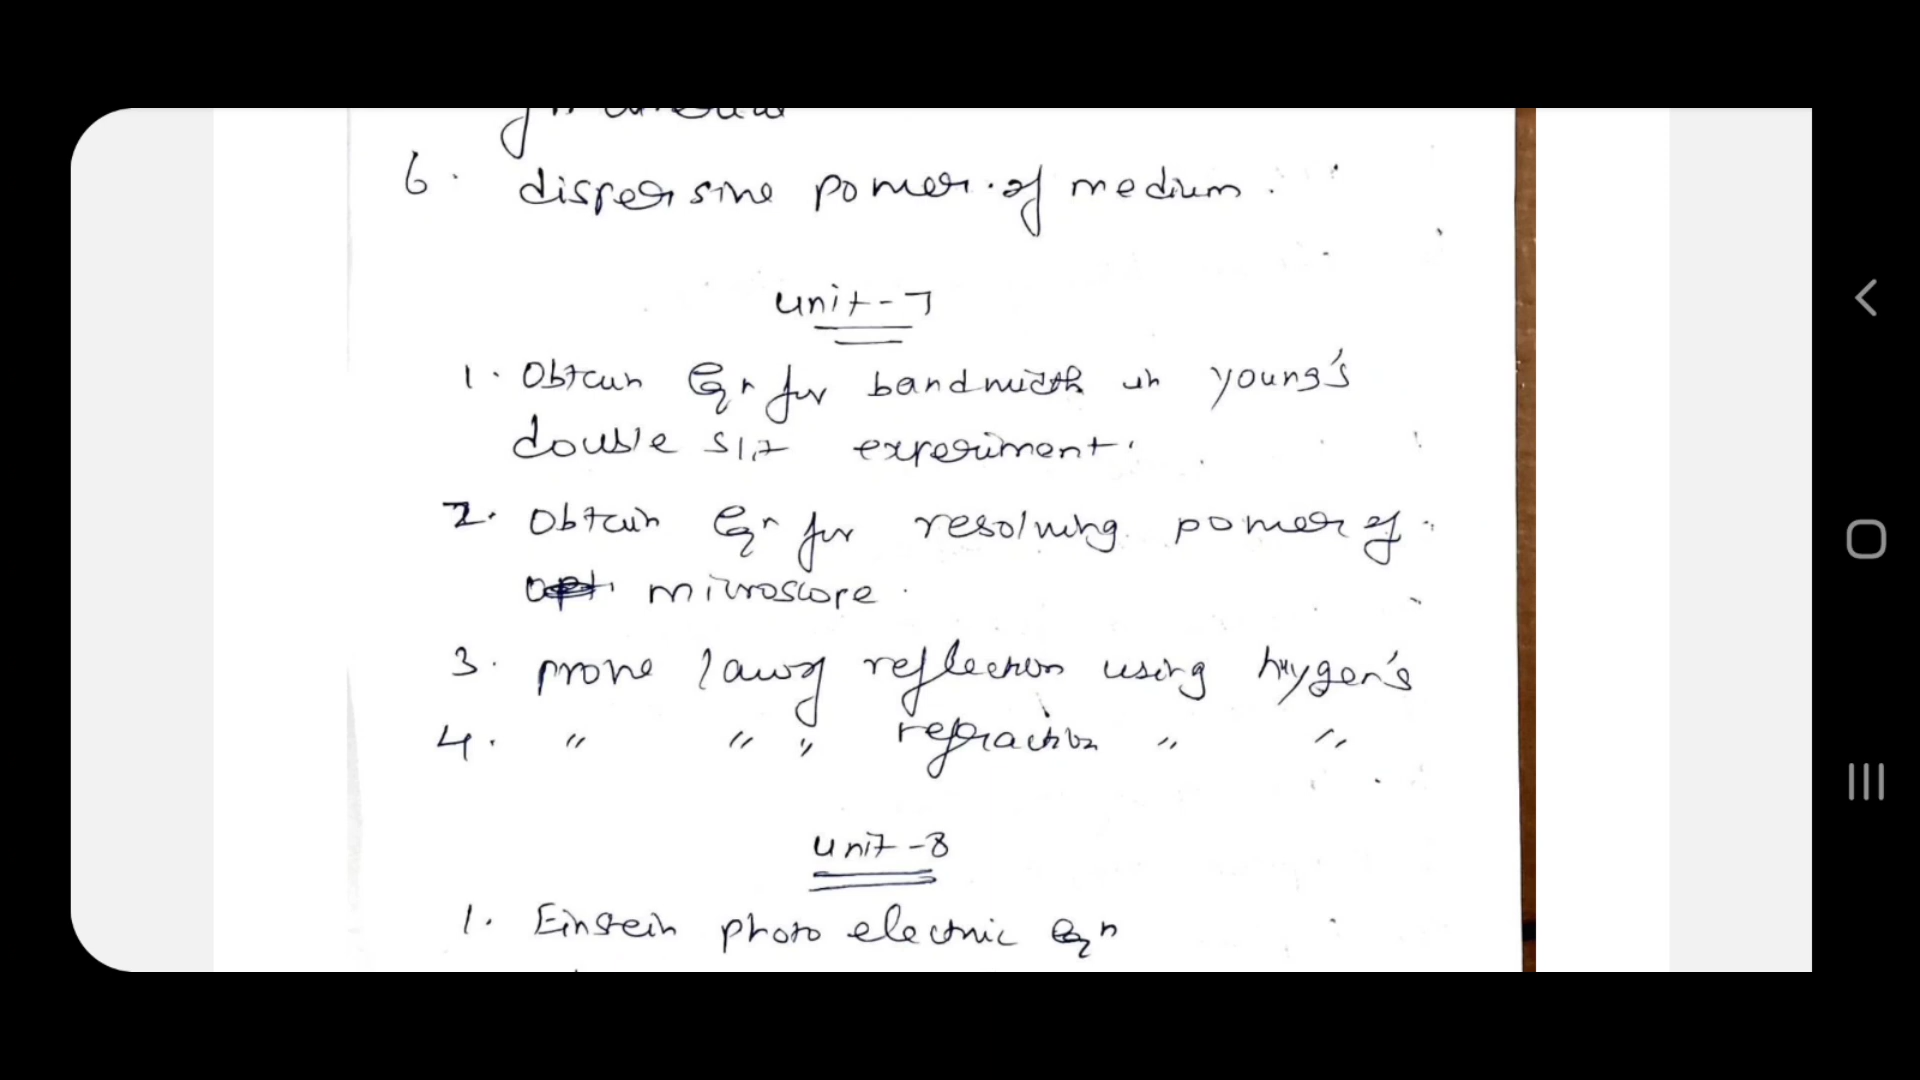 6. dispersive power of medium.
Unit-7
1. Obtain Eqn for bandwidth in Young's
double slit experiment.
2. Obtain Eqn for resolving power of
microscope.
3. prove law of reflection using huygen's
4. " " " refraction " "
Unit-8
1. Einstein photo electric Eqn